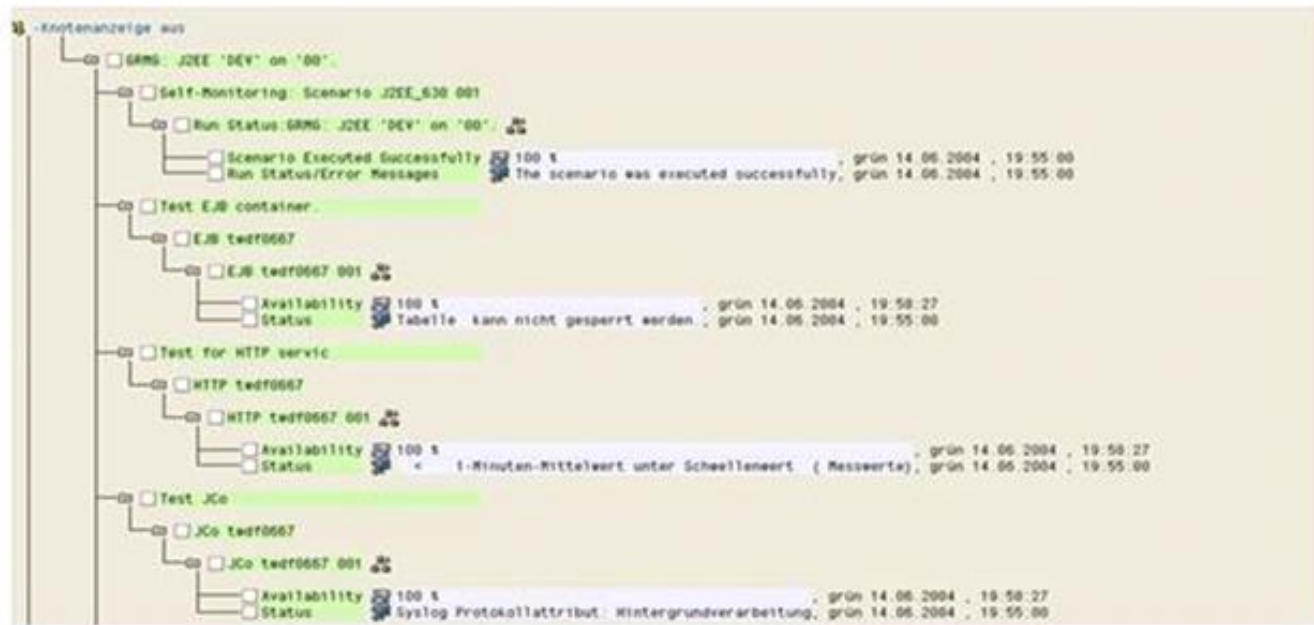 -Knotenanzeige aus
GRMG: J2EE 'DEV' on '00'.
Self-Monitoring: Scenario J2EE_630 001
Run Status:GRMG: J2EE 'DEV' on '00'.
Scenario Executed Successfully 100 % , grün 14.06.2004 , 19:55:00
Run Status/Error Messages The scenario was executed successfully, grün 14.06.2004 , 19:55:00
Test EJB container.
EJB tedf0667
EJB tedf0667 001
Availability 100 % , grün 14.06.2004 , 19:58:27
Status Tabelle kann nicht gesperrt werden , grün 14.06.2004 , 19:55:00
Test for HTTP servic
HTTP tedf0667
HTTP tedf0667 001
Availability 100 % , grün 14.06.2004 , 19:58:27
Status < 1-Minuten-Mittelwert unter Schwellenwert ( Messwerte), grün 14.06.2004 , 19:55:00
Test JCo
JCo tedf0667
JCo tedf0667 001
Availability 100 % , grün 14.06.2004 , 19:58:27
Status Syslog Protokollattribut: Hintergrundverarbeitung, grün 14.06.2004 , 19:55:00